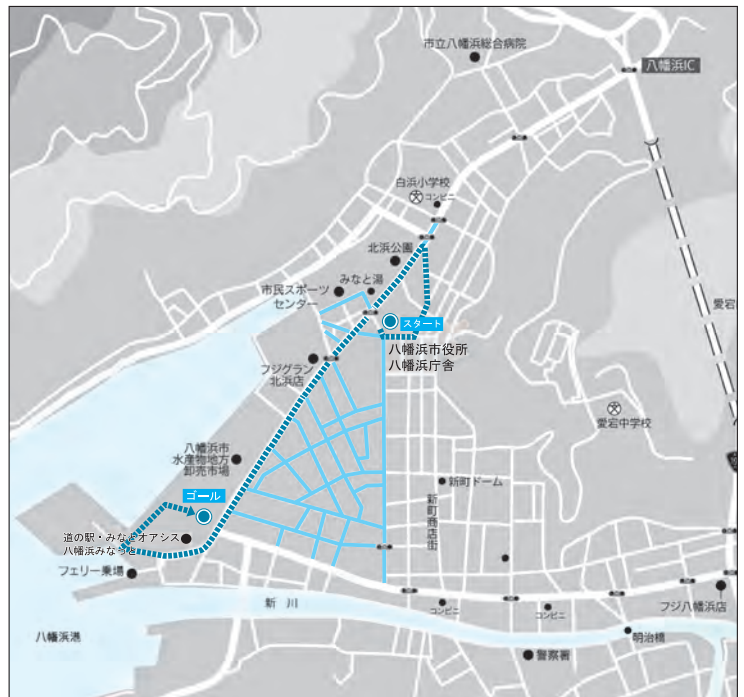 市立八幡浜総合病院
八幡浜IC
白浜小学校
コンビニ
北浜公園
みなと湯
市民スポーツ
センター
スタート
八幡浜市役所
八幡浜庁舎
愛宕
フジグラン
北浜店
愛宕中学校
八幡浜市
水産物地方
卸売市場
新町ドーム
ゴール
新町商店街
道の駅・みなとオアシス
八幡浜みなっと
フェリー乗場
新川
コンビニ
コンビニ
フジ八幡浜店
八幡浜港
明治橋
警察署